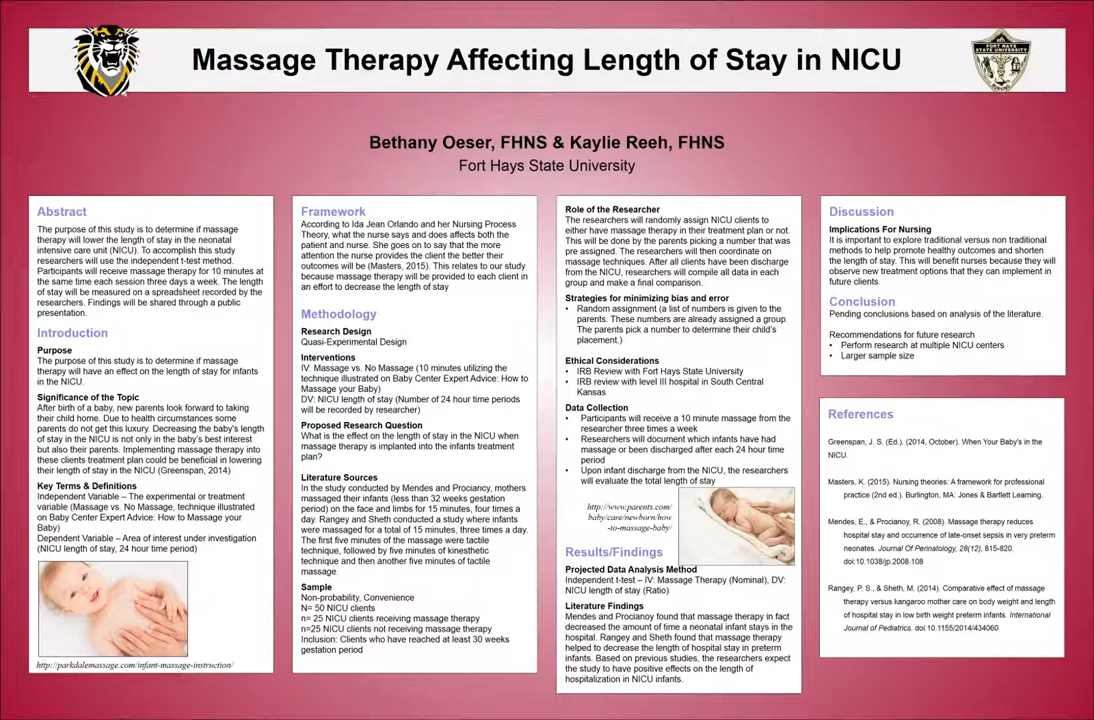 Massage Therapy Affecting Length of Stay in NICU
FORT HAYS
STATE UNIVERSITY
NURSING
Bethany Oeser, FHNS & Kaylie Reeh, FHNS
Fort Hays State University
Abstract
The purpose of this study is to determine if massage
therapy will lower the length of stay in the neonatal
intensive care unit (NICU). To accomplish this study
researchers will use the independent t-test method.
Participants will receive massage therapy for 10 minutes at
the same time each session three days a week. The length
of stay will be measured on a spreadsheet recorded by the
researchers. Findings will be shared through a public
presentation.
Introduction
Purpose
The purpose of this study is to determine if massage
therapy will have an effect on the length of stay for infants
in the NICU.
Significance of the Topic
After birth of a baby, new parents look forward to taking
their child home. Due to health circumstances some
parents do not get this luxury. Decreasing the baby's length
of stay in the NICU is not only in the baby's best interest
but also their parents. Implementing massage therapy into
these clients treatment plan could be beneficial in lowering
their length of stay in the NICU (Greenspan, 2014)
Key Terms & Definitions
Independent Variable – The experimental or treatment
variable (Massage vs. No Massage, technique illustrated
on Baby Center Expert Advice: How to Massage your
Baby)
Dependent Variable – Area of interest under investigation
(NICU length of stay, 24 hour time period)
http://parkdalemassage.com/infant-massage-instruction/
Framework
According to Ida Jean Orlando and her Nursing Process
Theory, what the nurse says and does affects both the
patient and nurse. She goes on to say that the more
attention the nurse provides the client the better their
outcomes will be (Masters, 2015). This relates to our study
because massage therapy will be provided to each client in
an effort to decrease the length of stay
Methodology
Research Design
Quasi-Experimental Design
Interventions
IV: Massage vs. No Massage (10 minutes utilizing the
technique illustrated on Baby Center Expert Advice: How to
Massage your Baby)
DV: NICU length of stay (Number of 24 hour time periods
will be recorded by researcher)
Proposed Research Question
What is the effect on the length of stay in the NICU when
massage therapy is implanted into the infants treatment
plan?
Literature Sources
In the study conducted by Mendes and Prociancy, mothers
massaged their infants (less than 32 weeks gestation
period) on the face and limbs for 15 minutes, four times a
day. Rangey and Sheth conducted a study where infants
were massaged for a total of 15 minutes, three times a day.
The first five minutes of the massage were tactile
technique, followed by five minutes of kinesthetic
technique and then another five minutes of tactile
massage.
Sample
Non-probability, Convenience
N= 50 NICU clients
n= 25 NICU clients receiving massage therapy
n=25 NICU clients not receiving massage therapy
Inclusion: Clients who have reached at least 30 weeks
gestation period
Role of the Researcher
The researchers will randomly assign NICU clients to
either have massage therapy in their treatment plan or not.
This will be done by the parents picking a number that was
pre assigned. The researchers will then coordinate on
massage techniques. After all clients have been discharge
from the NICU, researchers will compile all data in each
group and make a final comparison.
Strategies for minimizing bias and error
• Random assignment (a list of numbers is given to the
parents. These numbers are already assigned a group.
The parents pick a number to determine their child's
placement.)
Ethical Considerations
• IRB Review with Fort Hays State University
• IRB review with level III hospital in South Central
Kansas
Data Collection
• Participants will receive a 10 minute massage from the
researcher three times a week
• Researchers will document which infants have had
massage or been discharged after each 24 hour time
period
• Upon infant discharge from the NICU, the researchers
will evaluate the total length of stay
http://www.parents.com/
baby/care/newborn/how
-to-massage-baby/
Results/Findings
Projected Data Analysis Method
Independent t-test – IV: Massage Therapy (Nominal), DV:
NICU length of stay (Ratio)
Literature Findings
Mendes and Procianoy found that massage therapy in fact
decreased the amount of time a neonatal infant stays in the
hospital. Rangey and Sheth found that massage therapy
helped to decrease the length of hospital stay in preterm
infants. Based on previous studies, the researchers expect
the study to have positive effects on the length of
hospitalization in NICU infants.
Discussion
Implications For Nursing
It is important to explore traditional versus non traditional
methods to help promote healthy outcomes and shorten
the length of stay. This will benefit nurses because they will
observe new treatment options that they can implement in
future clients.
Conclusion
Pending conclusions based on analysis of the literature.
Recommendations for future research
• Perform research at multiple NICU centers
• Larger sample size
References
Greenspan, J. S. (Ed.). (2014, October). When Your Baby's in the
NICU.
Masters, K. (2015). Nursing theories: A framework for professional
practice (2nd ed.). Burlington, MA: Jones & Bartlett Learning.
Mendes, E., & Procianoy, R. (2008). Massage therapy reduces
hospital stay and occurrence of late-onset sepsis in very preterm
neonates. Journal Of Perinatology, 28(12), 815-820.
doi:10.1038/jp.2008.108
Rangey, P. S., & Sheth, M. (2014). Comparative effect of massage
therapy versus kangaroo mother care on body weight and length
of hospital stay in low birth weight preterm infants. International
Journal of Pediatrics. doi:10.1155/2014/434060